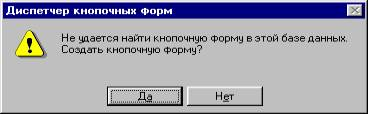 Диспетчер кнопочных форм
Не удается найти кнопочную форму в этой базе данных.
Создать кнопочную форму?
Да
Нет